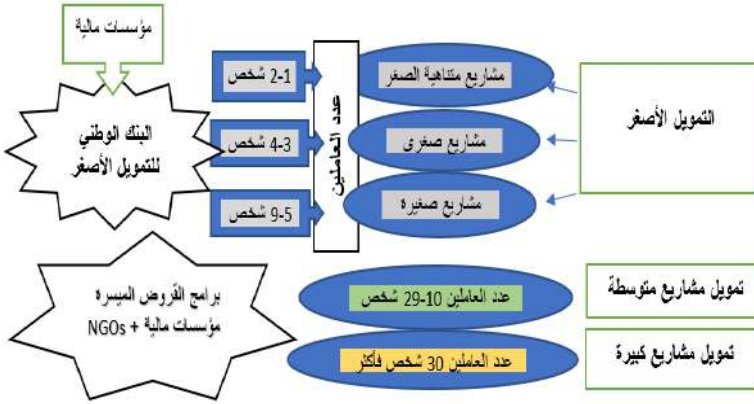 مؤسسات مالية
البنك الوطني
للتمويل الأصغر
2-1 شخص
4-3 شخص
9-5 شخص
عدد العاملين
مشاريع متناهية الصغر
مشاريع صغرى
مشاريع صغيرة
التمويل الأصغر
برامج القروض الميسرة
مؤسسات مالية + NGOs
عدد العاملين 10-29 شخص
عدد العاملين 30 شخص فأكثر
تمويل مشاريع متوسطة
تمويل مشاريع كبيرة